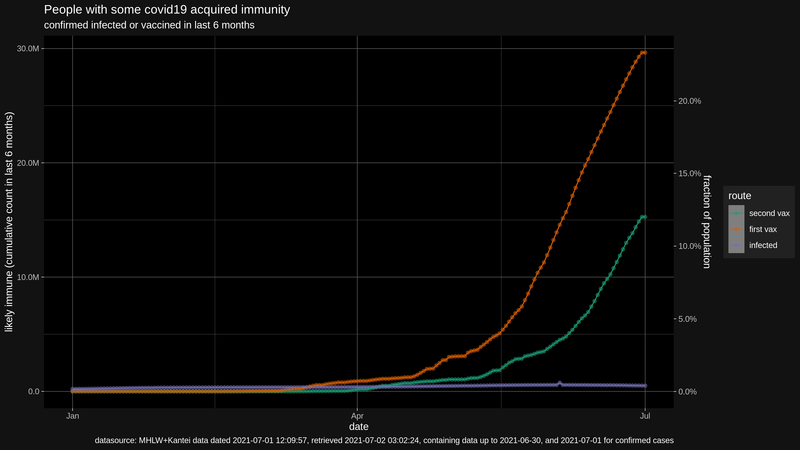 People with some covid19 acquired immunity
confirmed infected or vaccined in last 6 months
likely immune (cumulative count in last 6 months)
30.0M
20.0M
10.0M
0.0
20.0%
15.0%
10.0%
5.0%
0.0%
fraction of population
route
second vax
first vax
infected
Jan
Apr
Jul
date
datasource: MHLW+Kantei data dated 2021-07-01 12:09:57, retrieved 2021-07-02 03:02:24, containing data up to 2021-06-30, and 2021-07-01 for confirmed cases